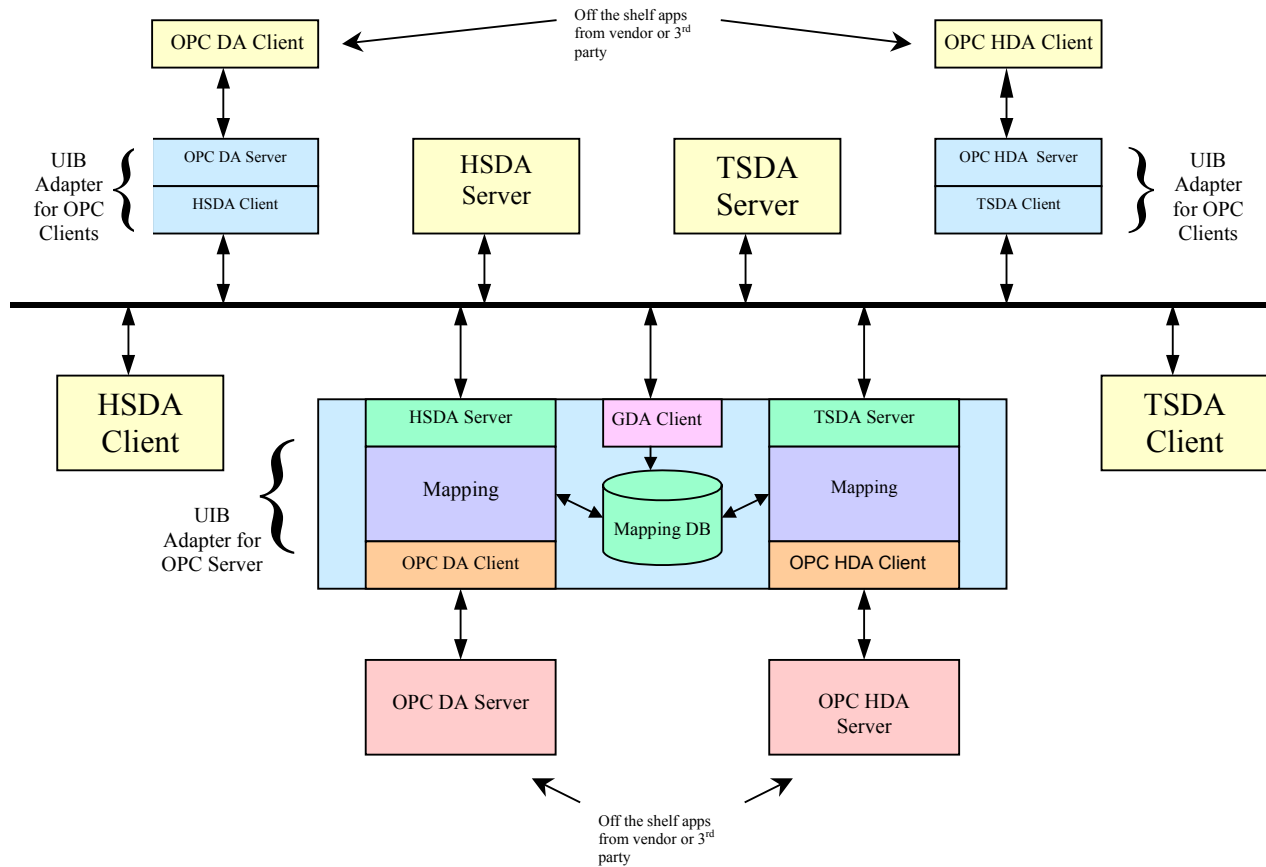 Off the shelf apps
from vendor or 3rd
party
OPC DA Client
OPC HDA Client
UIB
Adapter
for OPC
Clients
OPC DA Server
HSDA Client
HSDA
Server
TSDA
Server
OPC HDA Server
TSDA Client
UIB
Adapter
for OPC
Clients
HSDA
Client
TSDA
Client
HSDA Server
GDA Client
TSDA Server
Mapping
Mapping DB
Mapping
UIB
Adapter for
OPC Server
OPC DA Client
OPC HDA Client
OPC DA Server
OPC HDA
Server
Off the shelf apps
from vendor or 3rd
party